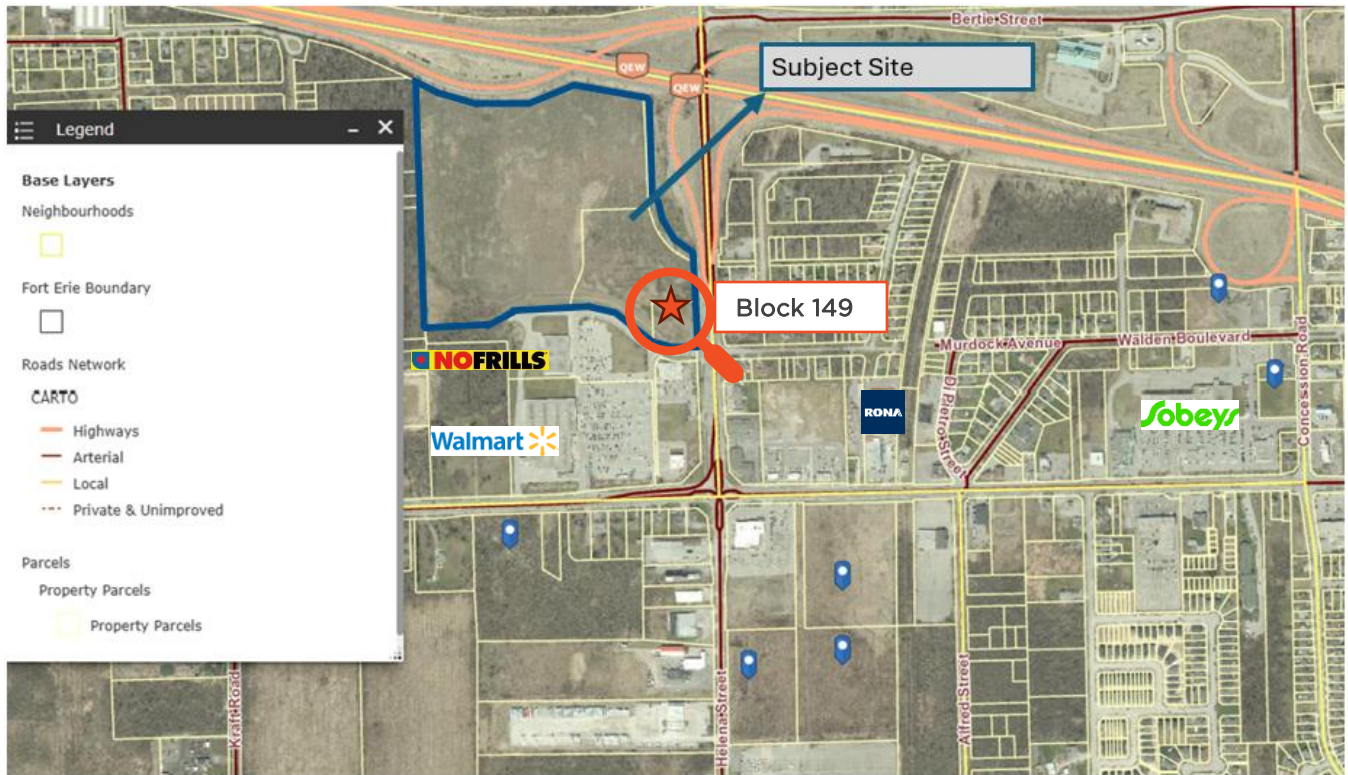 Bertie Street
QEW
QEW
Subject Site
Legend
Base Layers
Neighbourhoods
Fort Erie Boundary
Roads Network
CARTO
Highways
Arterial
Local
Private & Unimproved
Parcels
Property Parcels
Property Parcels
Block 149
NOFRILLS
Walmart
RONA
Sobeys
Murdock Avenue
Walden Boulevard
Di Pietro Street
Concession Road
Kraft Road
Helena Street
Alfred Street